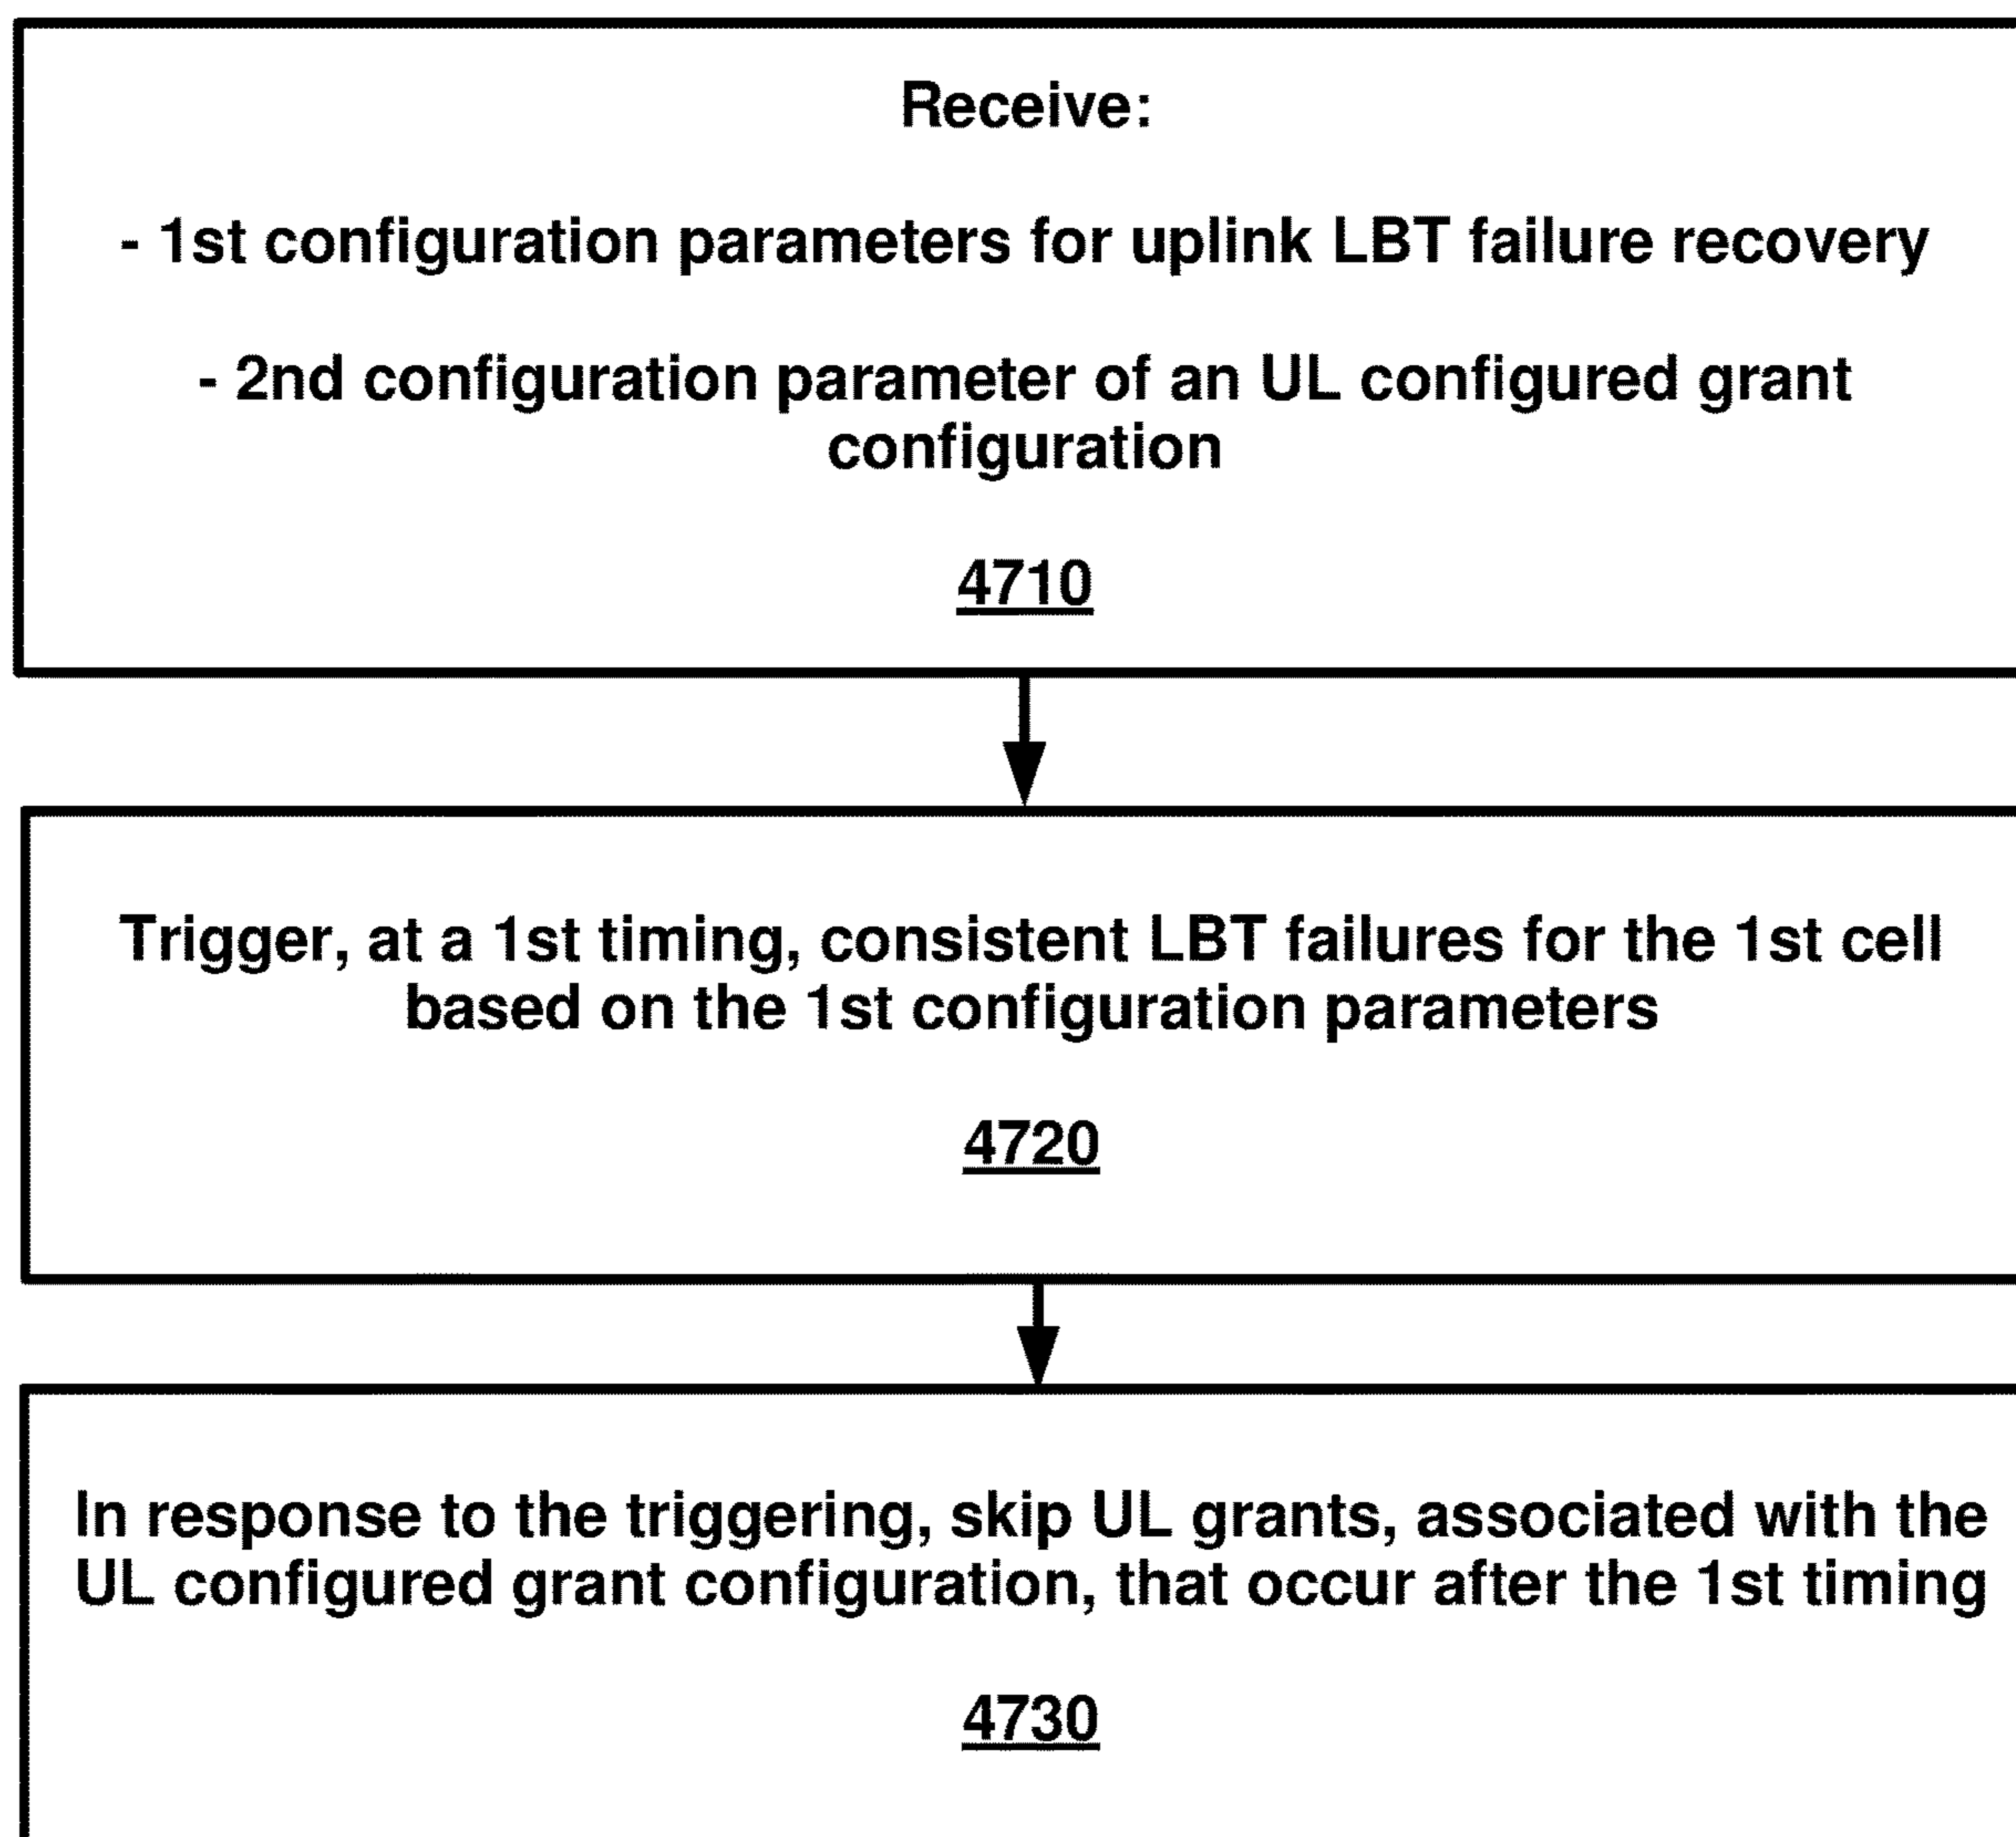 Receive:
- 1st configuration parameters for uplink LBT failure recovery
- 2nd configuration parameter of an UL configured grant
configuration
4710
Trigger, at a 1st timing, consistent LBT failures for the 1st cell
based on the 1st configuration parameters
4720
In response to the triggering, skip UL grants, associated with the
UL configured grant configuration, that occur after the 1st timing
4730